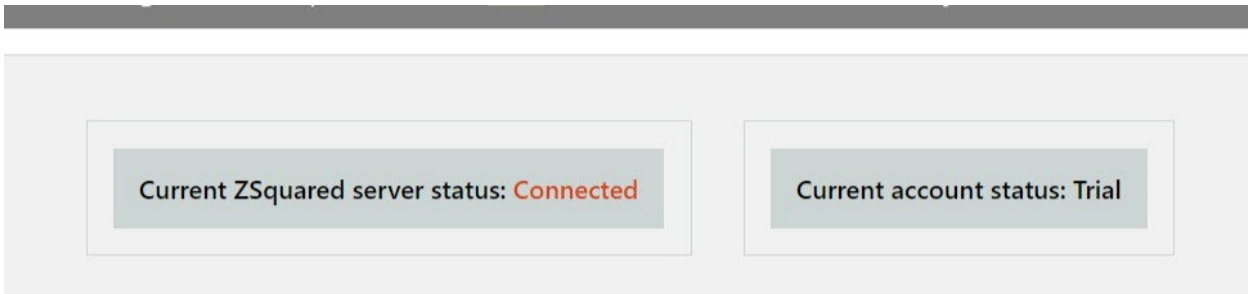 Current ZSquared server status: Connected
Current account status: Trial